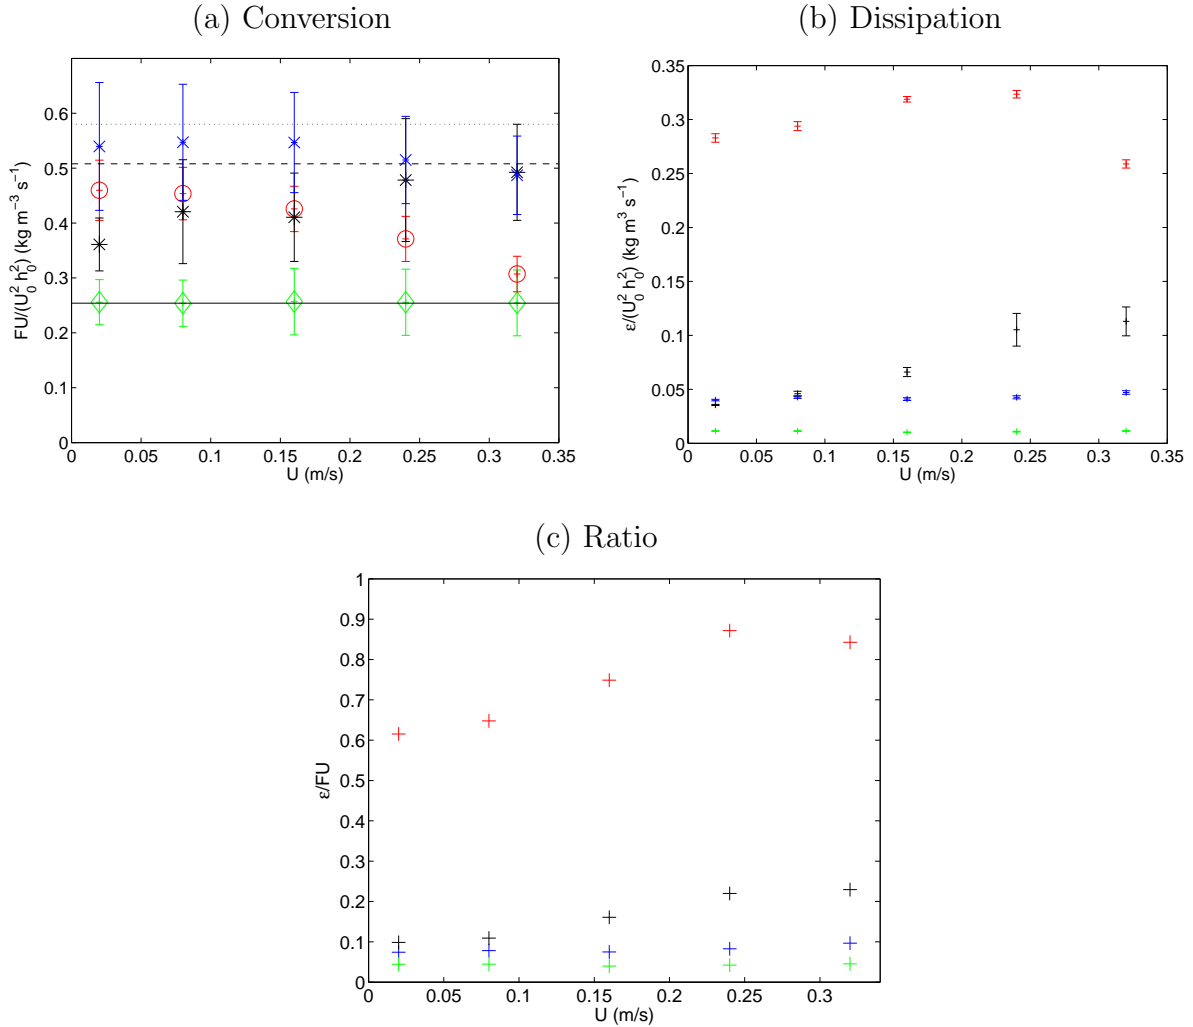 (a) Conversion
(b) Dissipation
0.6
0.5
0.4
0.3
0.2
0.1
0
FU/(U₀² h₀²) (kg m⁻³ s⁻¹)
0 0.05 0.1 0.15 0.2 0.25 0.3 0.35
U (m/s)
0.35
0.3
0.25
0.2
0.15
0.1
0.05
0
ε/(U₀² h₀²) (kg m³ s⁻¹)
0 0.05 0.1 0.15 0.2 0.25 0.3 0.35
U (m/s)
(c) Ratio
1
0.9
0.8
0.7
0.6
0.5
0.4
0.3
0.2
0.1
0
ε/FU
0 0.05 0.1 0.15 0.2 0.25 0.3
U (m/s)